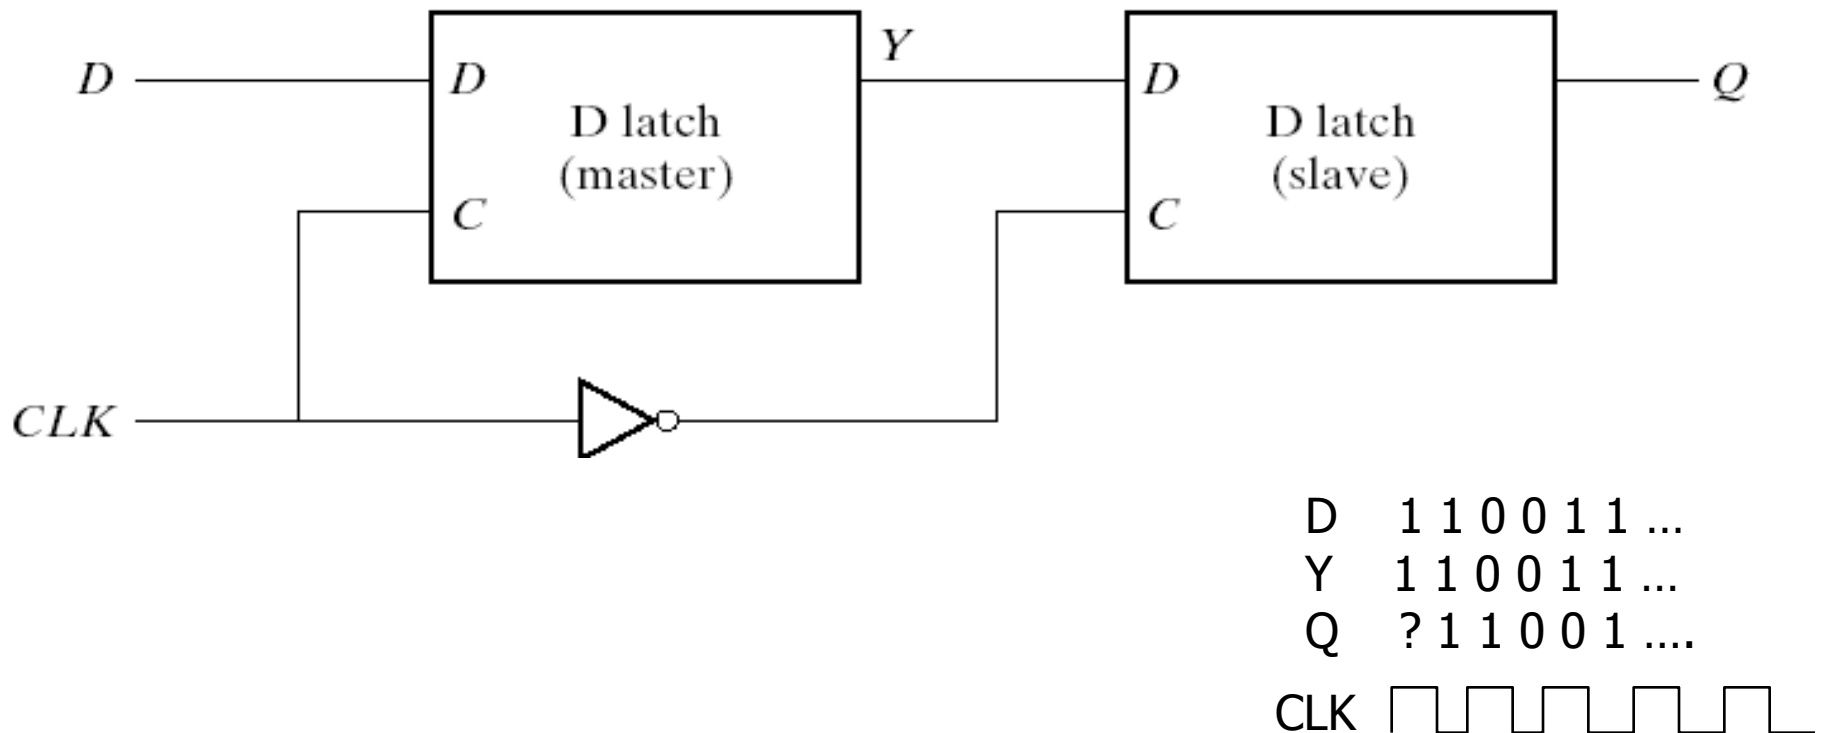 Y
D
D
D
Q
D latch
(master)
D latch
(slave)
C
C
CLK
D 1 1 0 0 1 1 ...
Y 1 1 0 0 1 1 ...
Q ? 1 1 0 0 1 ....
CLK